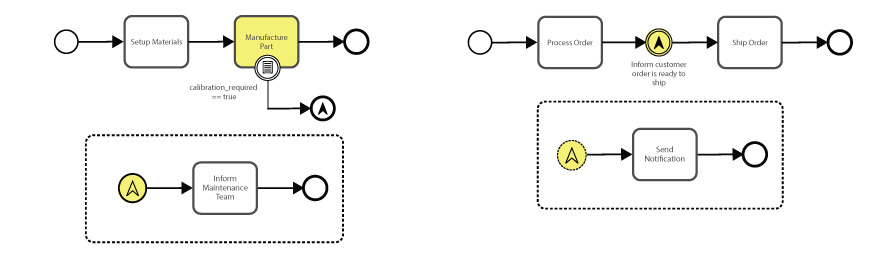 Setup Materials
Manufacture
Part
calibration_required
== true
Inform
Maintenance
Team
Process Order
Ship Order
Inform customer
order is ready to
ship
Send
Notification